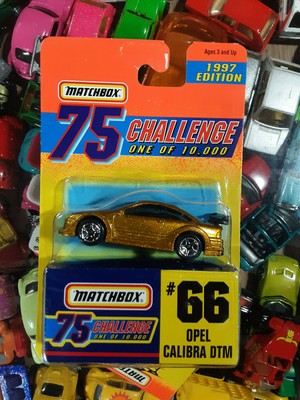 Ages 3 and Up
1997
EDITION
MATCHBOX
75 CHALLENGE
ONE OF 10,000
MATCHBOX
75 CHALLENGE
ONE OF 10,000
#66
OPEL
CALIBRA DTM